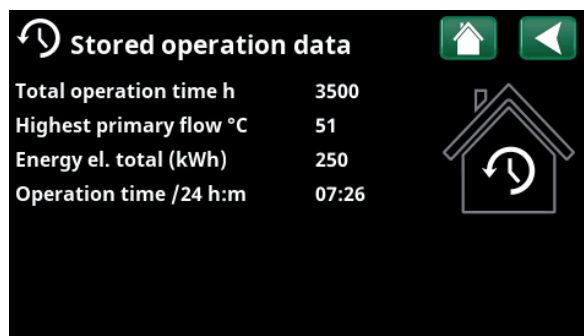 Stored operation data
Total operation time h 3500
Highest primary flow °C 51
Energy el. total (kWh) 250
Operation time /24 h:m 07:26